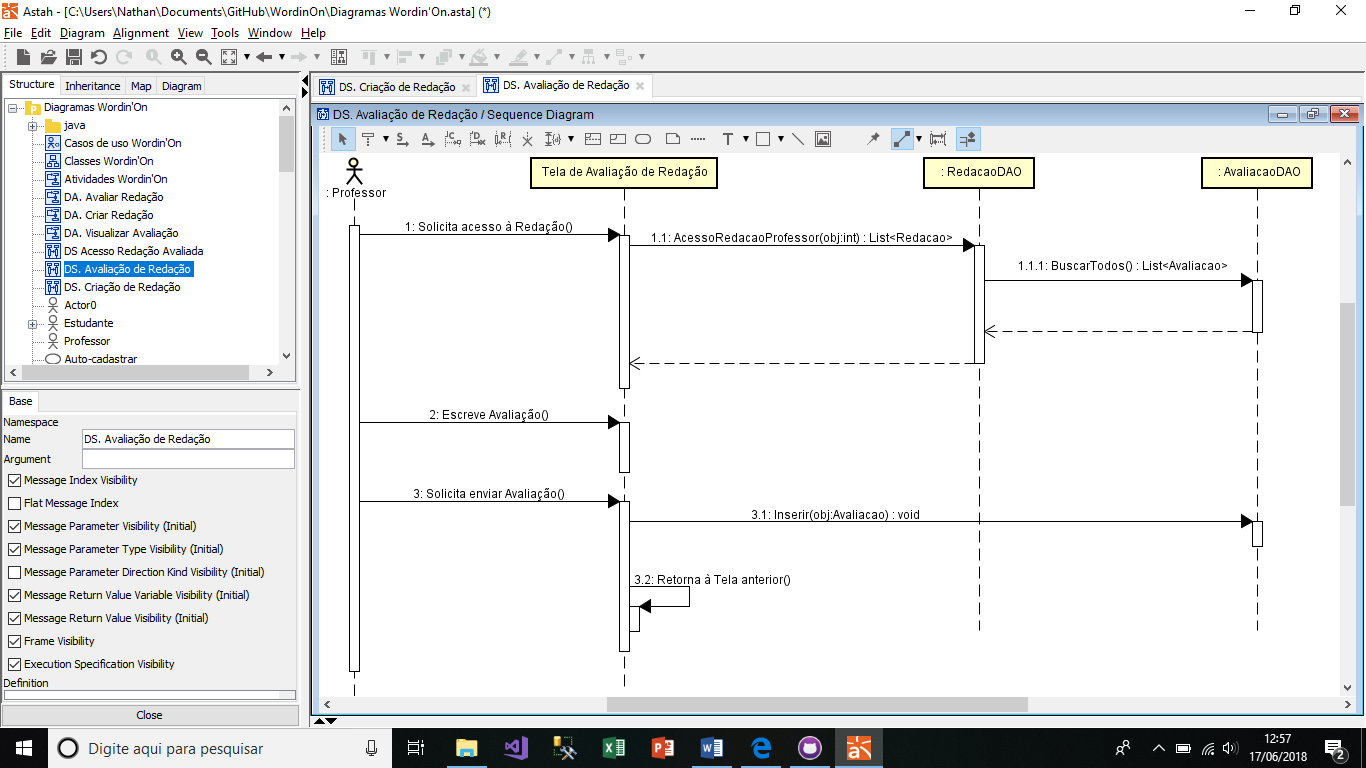 Astah - [C:\Users\Nathan\Documents\GitHub\WordinOn\Diagramas Wordin'On.asta] (*)
File Edit Diagram Alignment View Tools Window Help
Structure Inheritance Map Diagram
Diagramas Wordin'On
java
Casos de uso Wordin'On
Classes Wordin'On
Atividades Wordin'On
DA. Avaliar Redação
DA. Criar Redação
DA. Visualizar Avaliação
DS Acesso Redação Avaliada
DS. Avaliação de Redação
DS. Criação de Redação
Actor0
Estudante
Professor
Auto-cadastrar
Base
Namespace
Name DS. Avaliação de Redação
Argument
Message Index Visibility
Flat Message Index
Message Parameter Visibility (Initial)
Message Parameter Type Visibility (Initial)
Message Parameter Direction Kind Visibility (Initial)
Message Return Value Variable Visibility (Initial)
Message Return Value Visibility (Initial)
Frame Visibility
Execution Specification Visibility
Definition
Close
DS. Criação de Redação DS. Avaliação de Redação
DS. Avaliação de Redação / Sequence Diagram
: Professor
Tela de Avaliação de Redação
: RedacaoDAO
: AvaliacaoDAO
1: Solicita acesso à Redação()
1.1: AcessoRedacaoProfessor(obj:int) : List<Redacao>
1.1.1: BuscarTodos() : List<Avaliacao>
2: Escreve Avaliação()
3: Solicita enviar Avaliação()
3.1: Inserir(obj:Avaliacao) : void
3.2: Retorna à Tela anterior()
Digite aqui para pesquisar
12:57
17/06/2018
2